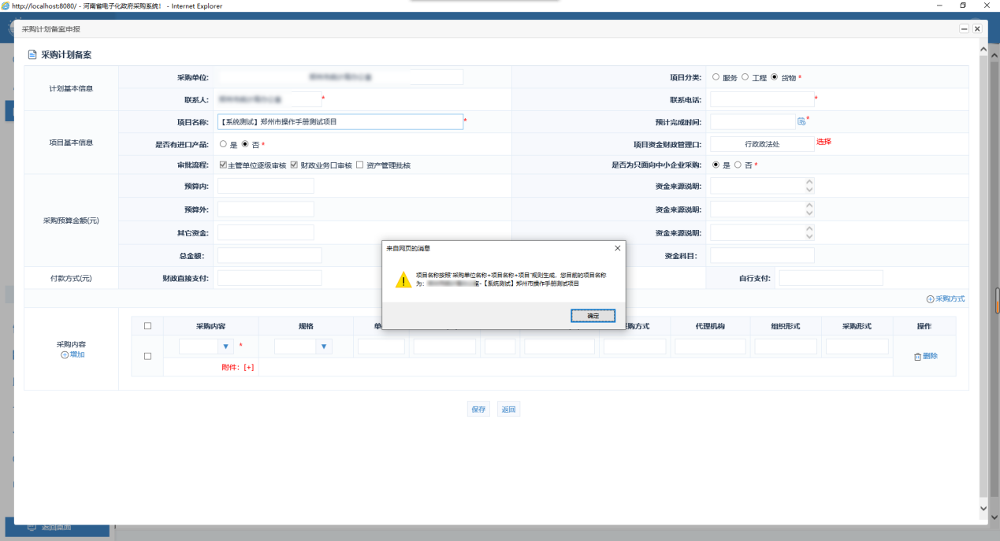 http://localhost:8080/ - 河南省电子化政府采购系统！ - Internet Explorer
采购计划备案申报
采购计划备案
计划基本信息
采购单位:
项目分类: 服务 工程 货物 *
联系人: *
联系电话: *
项目基本信息
项目名称: 【系统测试】郑州市操作手册测试项目 *
预计完成时间: *
是否有进口产品: 是 否 *
项目资金财政管理口: 行政政法处 选择
审批流程: 主管单位逐级审核 财政业务口审核 资产管理批核
是否为只面向中小企业采购: 是 否 *
采购预算金额(元)
预算内:
资金来源说明:
预算外:
资金来源说明:
其它资金:
资金来源说明:
总金额:
资金科目:
付款方式(元)
财政直接支付:
自行支付:
来自网页的消息
项目名称按照"采购单位名称+项目名称+项目"规则生成，您目前的项目名称
为: -【系统测试】郑州市操作手册测试项目
确定
采购方式
采购内容
增加
采购内容 规格 采购方式 代理机构 组织形式 采购形式 操作
*
附件: [+]
删除
保存 返回